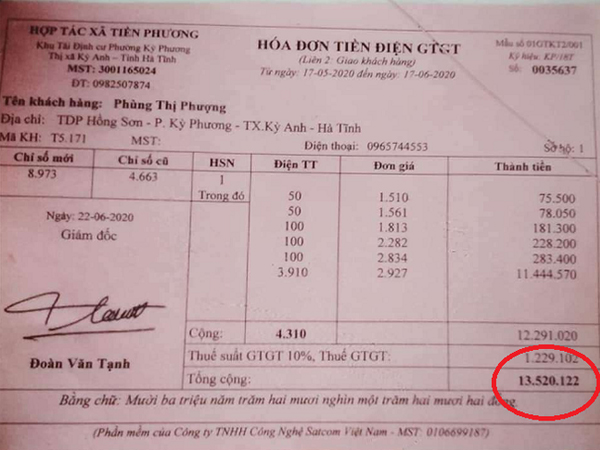 HỢP TÁC XÃ TIÊN PHƯƠNG
Khu Tái Định cư Phường Kỳ Phương
Thị xã Kỳ Anh - Tỉnh Hà Tĩnh
MST: 3001165024
ĐT: 0982507874
HÓA ĐƠN TIỀN ĐIỆN GTGT
(Liên 2: Giao khách hàng)
Từ ngày: 17-05-2020 đến ngày: 17-06-2020
Mẫu số 01GTKT2/001
Ký hiệu: KP/18T
Số: 0035637
Tên khách hàng: Phùng Thị Phượng
Địa chỉ: TDP Hồng Sơn - P. Kỳ Phương - TX.Kỳ Anh - Hà Tĩnh
Mã KH: T5.171 MST: Điện thoại: 0965744553 Số hộ: 1
Chỉ số mới Chỉ số cũ HSN Điện TT Đơn giá Thành tiền
8.973 4.663 1
Trong đó 50 1.510 75.500
50 1.561 78.050
100 1.813 181.300
100 2.282 228.200
100 2.834 283.400
3.910 2.927 11.444.570
Ngày: 22-06-2020
Giám đốc
Đoàn Văn Tạnh
Cộng: 4.310 12.291.020
Thuế suất GTGT 10%, Thuế GTGT: 1.229.102
Tổng cộng: 13.520.122
Bằng chữ: Mười ba triệu năm trăm hai mươi nghìn một trăm hai mươi hai đồng.
(Phần mềm của Công ty TNHH Công Nghệ Satcom Việt Nam - MST: 0106699187)